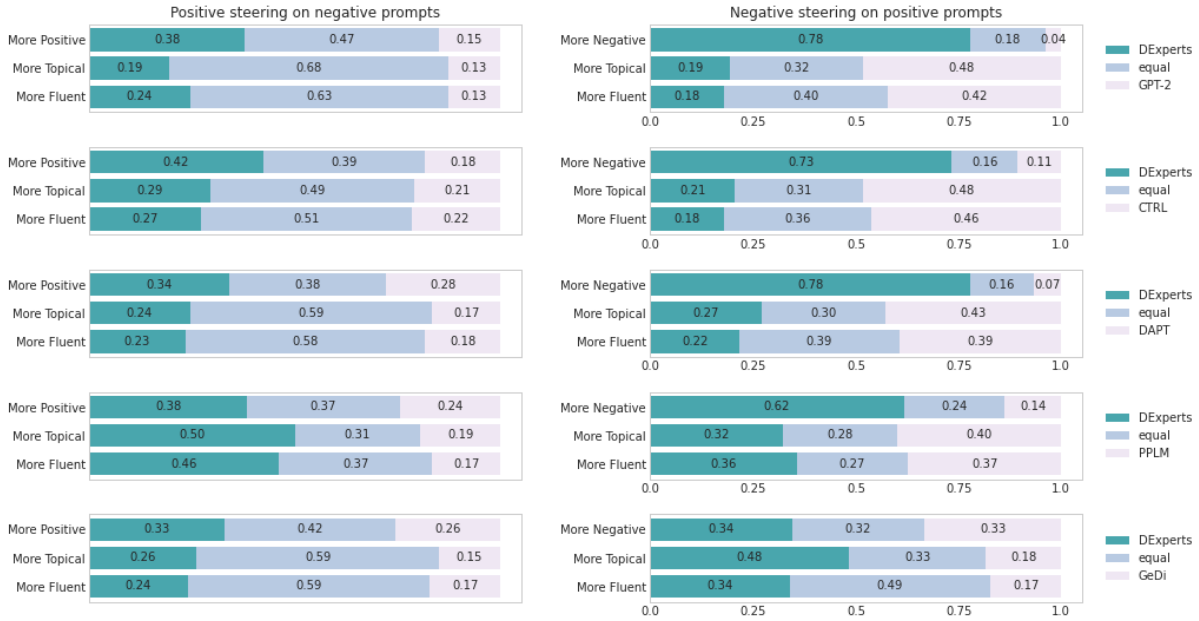 Positive steering on negative prompts
Negative steering on positive prompts
More Positive 0.38 0.47 0.15
More Topical 0.19 0.68 0.13
More Fluent 0.24 0.63 0.13
More Negative 0.78 0.18 0.04
More Topical 0.19 0.32 0.48
More Fluent 0.18 0.40 0.42
0.0 0.25 0.5 0.75 1.0
DExperts
equal
GPT-2
More Positive 0.42 0.39 0.18
More Topical 0.29 0.49 0.21
More Fluent 0.27 0.51 0.22
More Negative 0.73 0.16 0.11
More Topical 0.21 0.31 0.48
More Fluent 0.18 0.36 0.46
0.0 0.25 0.5 0.75 1.0
DExperts
equal
CTRL
More Positive 0.34 0.38 0.28
More Topical 0.24 0.59 0.17
More Fluent 0.23 0.58 0.18
More Negative 0.78 0.16 0.07
More Topical 0.27 0.30 0.43
More Fluent 0.22 0.39 0.39
0.0 0.25 0.5 0.75 1.0
DExperts
equal
DAPT
More Positive 0.38 0.37 0.24
More Topical 0.50 0.31 0.19
More Fluent 0.46 0.37 0.17
More Negative 0.62 0.24 0.14
More Topical 0.32 0.28 0.40
More Fluent 0.36 0.27 0.37
0.0 0.25 0.5 0.75 1.0
DExperts
equal
PPLM
More Positive 0.33 0.42 0.26
More Topical 0.26 0.59 0.15
More Fluent 0.24 0.59 0.17
More Negative 0.34 0.32 0.33
More Topical 0.48 0.33 0.18
More Fluent 0.34 0.49 0.17
0.0 0.25 0.5 0.75 1.0
DExperts
equal
GeDi